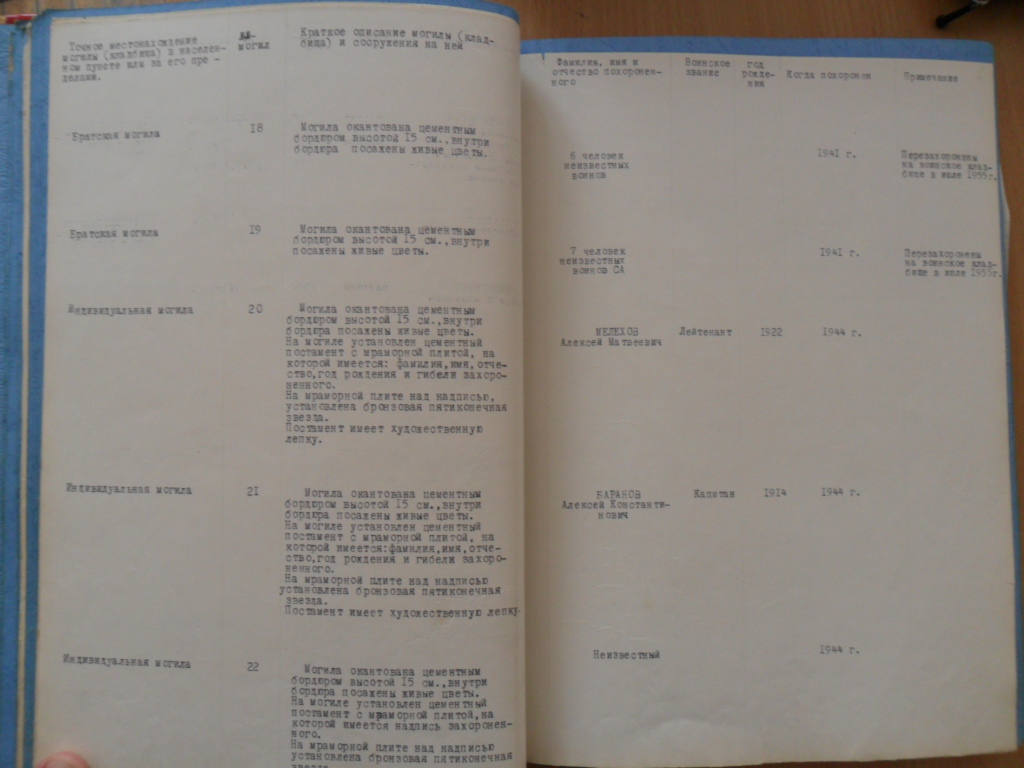 Точное местонахождение
могилы (кладбища) в населен-
ном пункте или за его пре -
делами.
могил
Краткое описание могилы (клад-
бища) и сооружения на ней
Братская могила
18
Могила окантована цементным
бордюром высотой 15 см.,внутри
бордюра посажены живые цветы.
Братская могила
19
Могила окантована цементным
бордюром высотой 15 см.,внутри
посажены живые цветы.
Индивидуальная могила
20
Могила окантована цементным
бордюром высотой 15 см.,внутри
бордюра посажены живые цветы.
На могиле установлен цементный
постамент с мраморной плитой, на
которой имеется: фамилия,имя,отче-
ство,год рождения и гибели захоро-
ненного.
На мраморной плите над надписью,
установлена бронзовая пятиконечная
звезда.
Постамент имеет художественную
лепку.
Индивидуальная могила
21
Могила окантована цементным
бордюром высотой 15 см.,внутри
бордюра посажены живые цветы.
На могиле установлен цементный
постамент с мраморной плитой, на
которой имеется:фамилия,имя,отче-
ство,год рождения и гибели захоро-
ненного.
На мраморной плите над надписью
установлена бронзовая пятиконечная
звезда.
Постамент имеет художественную лепку.
Индивидуальная могила
22
Могила окантована цементным
бордюром высотой 15 см.,внутри
бордюра посажены живые цветы.
На могиле установлен цементный
постамент с мраморной плитой,на
которой имеется надпись захоронен-
ного.
На мраморной плите над надписью
установлена бронзовая пятиконечная
звезда.
Фамилия, имя и
отчество похоронен-
ного
Воинское
звание
год
рожде-
ния
Когда похоронен
Примечание
6 человек
неизвестных
воинов
1941 г.
Перезахоронены
на воинское клад-
бище в июле 1955г.
7 человек
неизвестных
воинов СА
1941 г.
Перезахоронены
на воинское клад-
бище в июле 1955г.
МЕЛЕХОВ
Алексей Матвеевич
Лейтенант
1922
1944 г.
БАРАНОВ
Алексей Константи-
нович
Капитан
1914
1944 г.
Неизвестный
1944 г.